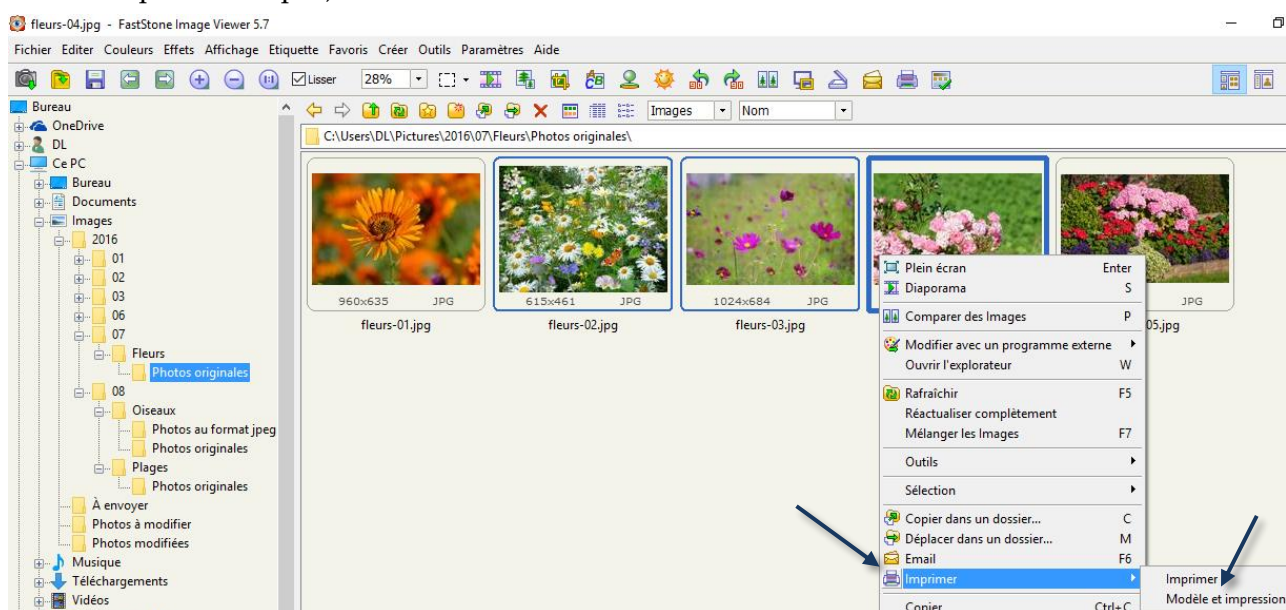 fleurs-04.jpg - FastStone Image Viewer 5.7
Fichier Editer Couleurs Effets Affichage Etiquette Favoris Créer Outils Paramètres Aide
Lisser 28%
Bureau
OneDrive
DL
Ce PC
Bureau
Documents
Images
2016
01
02
03
06
07
Fleurs
Photos originales
08
Oiseaux
Photos au format jpeg
Photos originales
Plages
Photos originales
À envoyer
Photos à modifier
Photos modifiées
Musique
Téléchargements
Vidéos
Images Nom
C:\Users\DL\Pictures\2016\07\Fleurs\Photos originales\
960x635 JPG
fleurs-01.jpg
615x461 JPG
fleurs-02.jpg
1024x684 JPG
fleurs-03.jpg
JPG
05.jpg
Plein écran Enter
Diaporama S
Comparer des Images P
Modifier avec un programme externe
Ouvrir l'explorateur W
Rafraîchir F5
Réactualiser complètement
Mélanger les Images F7
Outils
Sélection
Copier dans un dossier... C
Déplacer dans un dossier... M
Email F6
Imprimer
Copier Ctrl+C
Imprimer
Modèle et impression